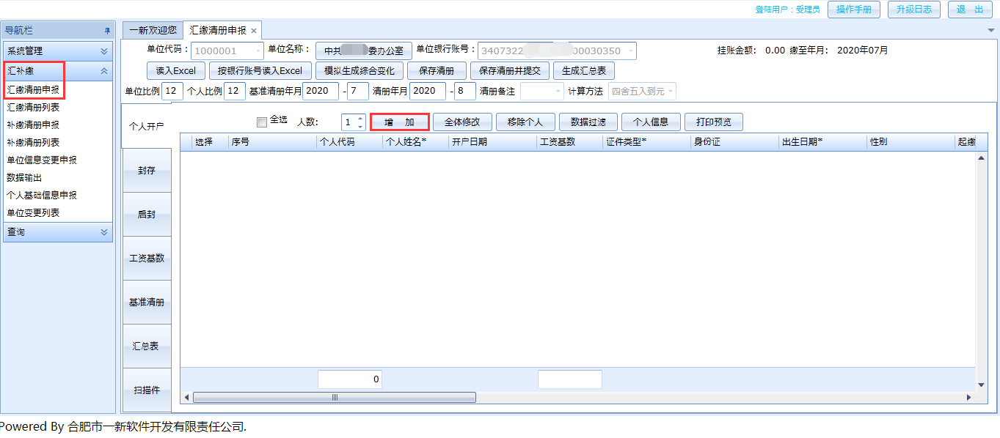 登陆用户：受理员 操作手册 升级日志 退 出
导航栏
系统管理
汇补缴
汇缴清册申报
汇缴清册列表
补缴清册申报
补缴清册列表
单位信息变更申报
数据输出
个人基础信息申报
单位变更列表
查询
一新欢迎您 汇缴清册申报 ×
单位代码： 1000001 单位名称： 中共 委办公室 单位银行账号： 3407322 00030350 挂账金额： 0.00 缴至年月： 2020年07月
读入Excel 按银行账号读入Excel 模拟生成综合变化 保存清册 保存清册并提交 生成汇总表
单位比例 12 个人比例 12 基准清册年月 2020 - 7 清册年月 2020 - 8 清册备注 计算方法 四舍五入到元
个人开户
封存
启封
工资基数
基准清册
汇总表
扫描件
全选 人数: 1 增 加 全体修改 移除个人 数据过滤 个人信息 打印预览
选择 序号 个人代码 个人姓名* 开户日期 工资基数 证件类型* 身份证 出生日期* 性别 起缴
0
Powered By 合肥市一新软件开发有限责任公司.